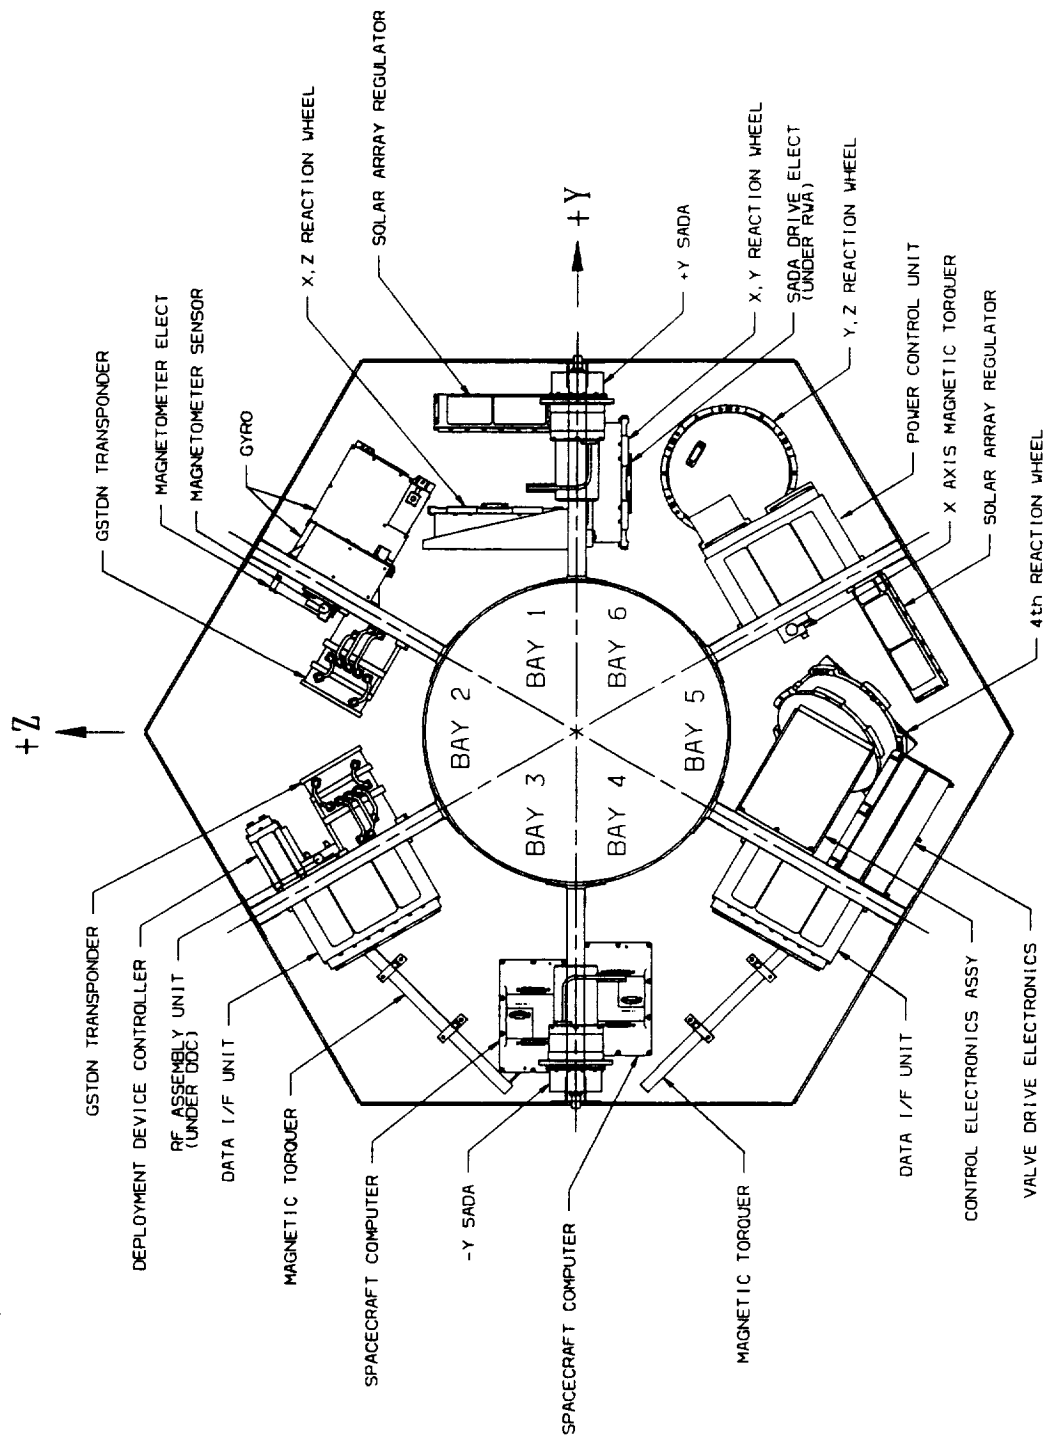 +Z
GSTDN TRANSPONDER
DEPLOYMENT DEVICE CONTROLLER
RF ASSEMBLY UNIT
(UNDER DDC)
DATA I/F UNIT
MAGNETIC TORQUER
SPACECRAFT COMPUTER
-Y SADA
SPACECRAFT COMPUTER
MAGNETIC TORQUER
DATA I/F UNIT
CONTROL ELECTRONICS ASSY
VALVE DRIVE ELECTRONICS
GSTDN TRANSPONDER
MAGNETOMETER ELECT
MAGNETOMETER SENSOR
GYRO
X,Z REACTION WHEEL
SOLAR ARRAY REGULATOR
+Y
+Y SADA
X,Y REACTION WHEEL
SADA DRIVE ELECT
(UNDER RWA)
Y,Z REACTION WHEEL
POWER CONTROL UNIT
X AXIS MAGNETIC TORQUER
SOLAR ARRAY REGULATOR
4th REACTION WHEEL
BAY 1
BAY 2
BAY 3
BAY 4
BAY 5
BAY 6